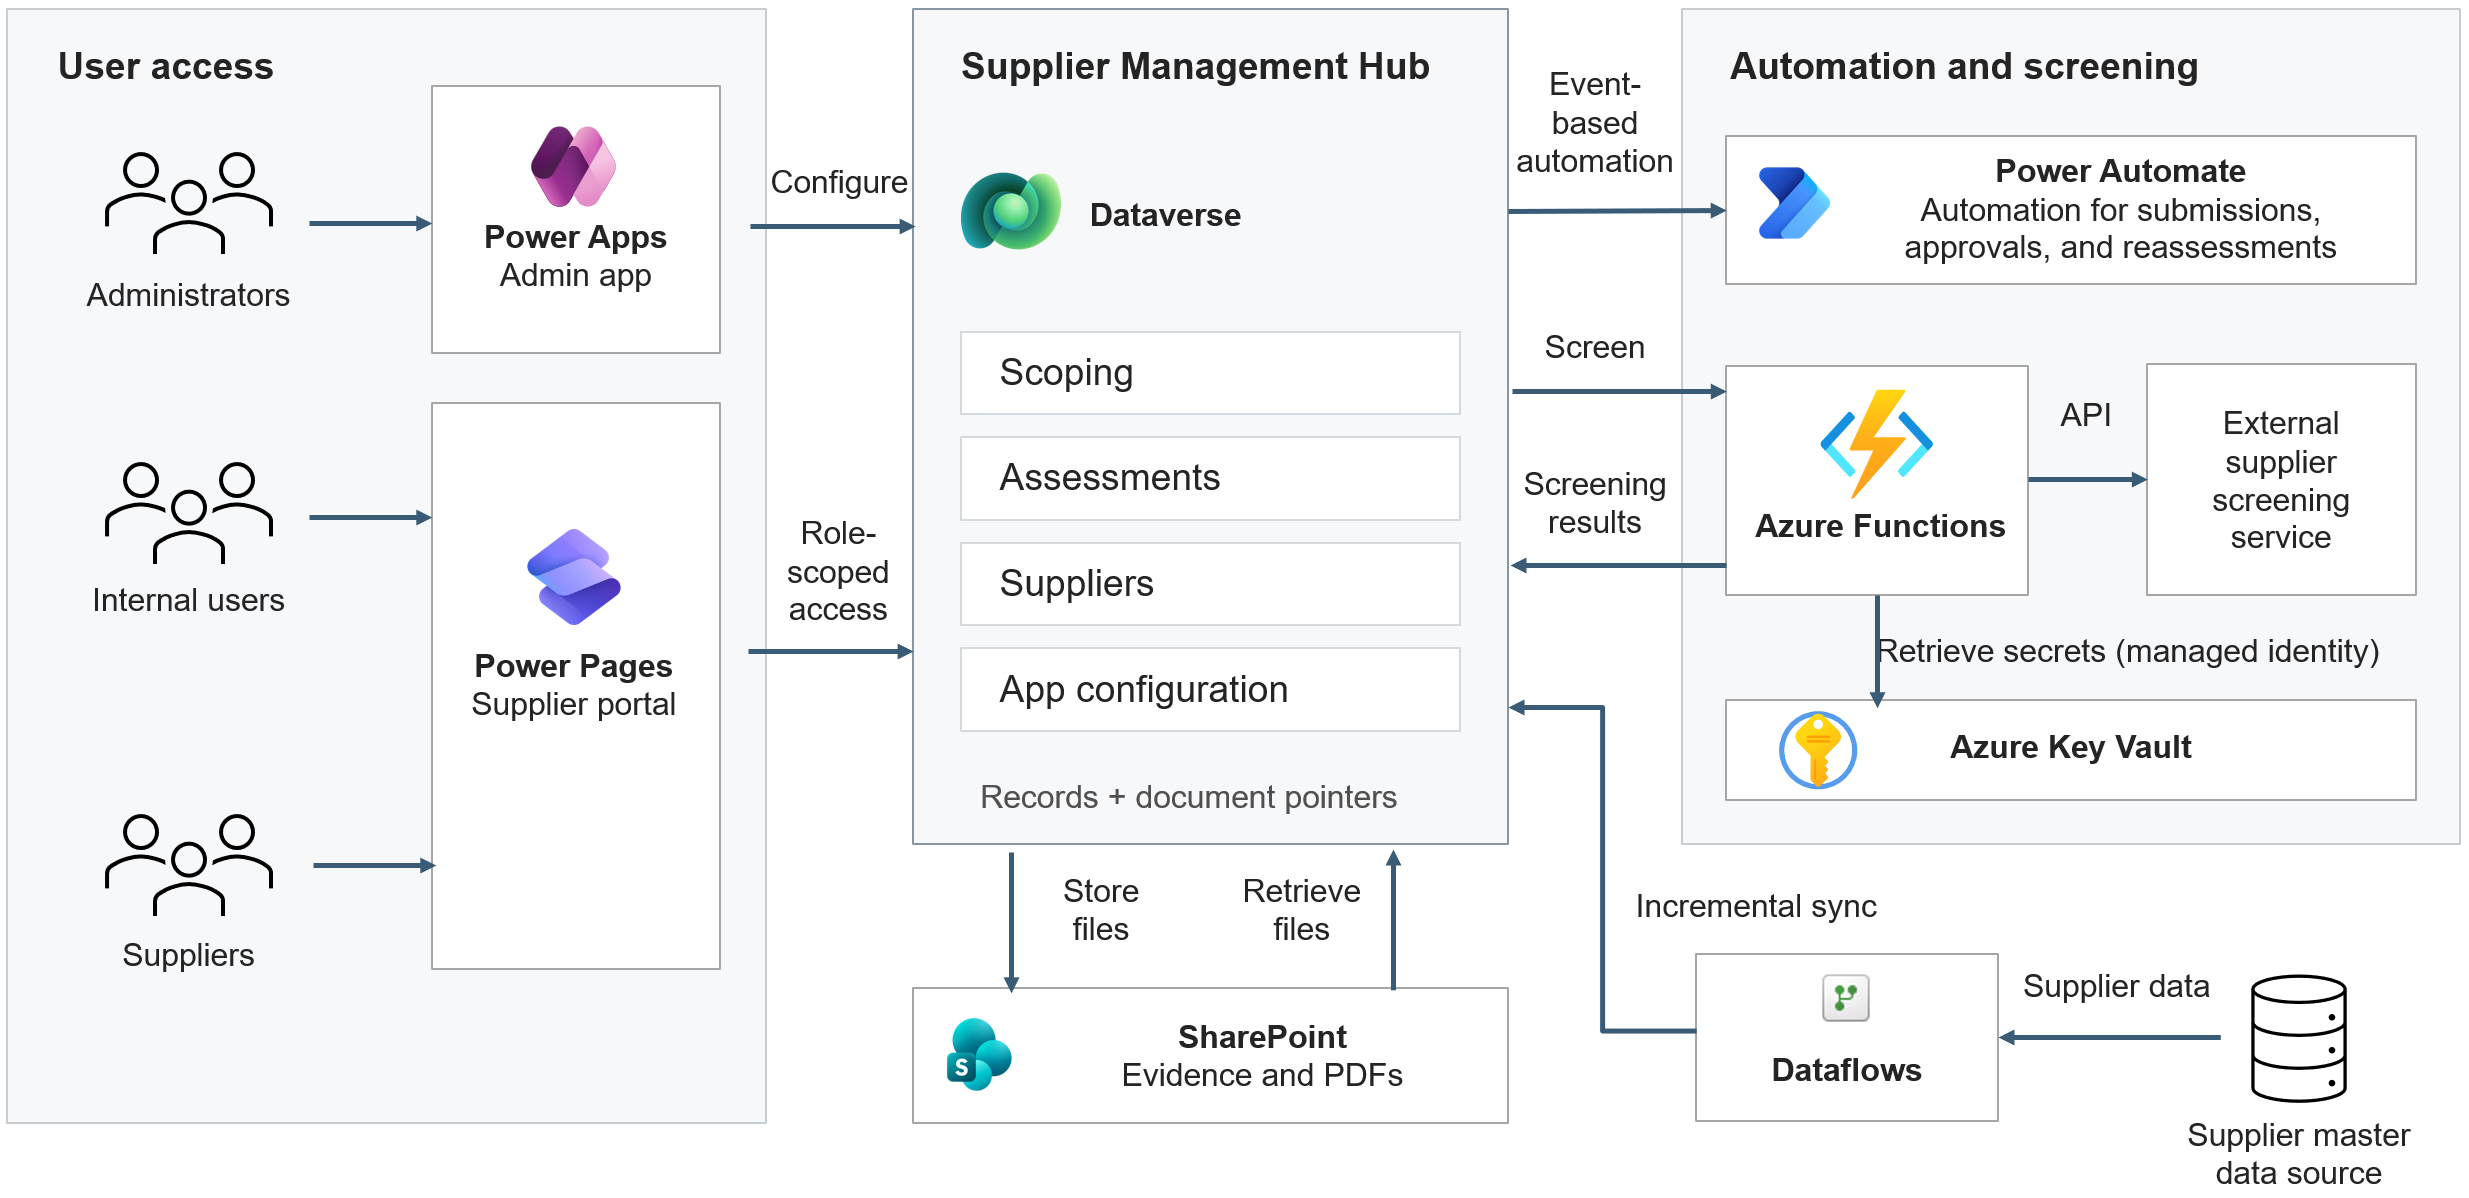 User access
Administrators
Power Apps
Admin app
Internal users
Power Pages
Supplier portal
Suppliers
Configure
Role-
scoped
access
Supplier Management Hub
Dataverse
Scoping
Assessments
Suppliers
App configuration
Records + document pointers
Store
files
Retrieve
files
S
SharePoint
Evidence and PDFs
Event-
based
automation
Screen
Screening
results
Automation and screening
Power Automate
Automation for submissions,
approvals, and reassessments
Azure Functions
API
External
supplier
screening
service
Retrieve secrets (managed identity)
Azure Key Vault
Incremental sync
Dataflows
Supplier data
Supplier master
data source